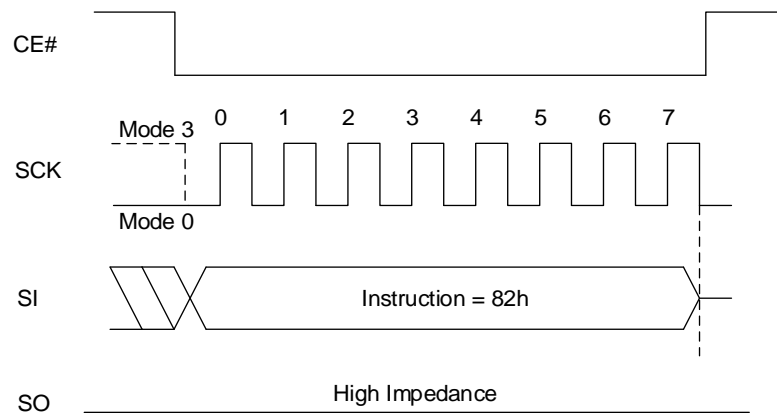 CE#
Mode 3
0 1 2 3 4 5 6 7
SCK
Mode 0
SI
Instruction = 82h
SO
High Impedance